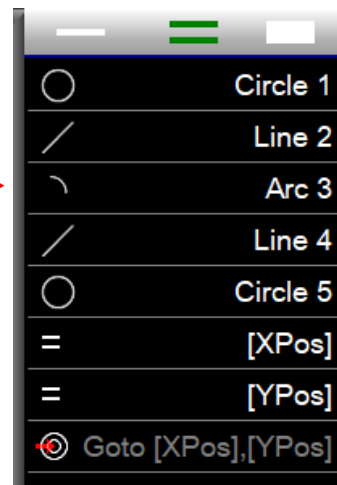 Circle 1
Line 2
Arc 3
Line 4
Circle 5
= [XPos]
= [YPos]
Goto [XPos],[YPos]